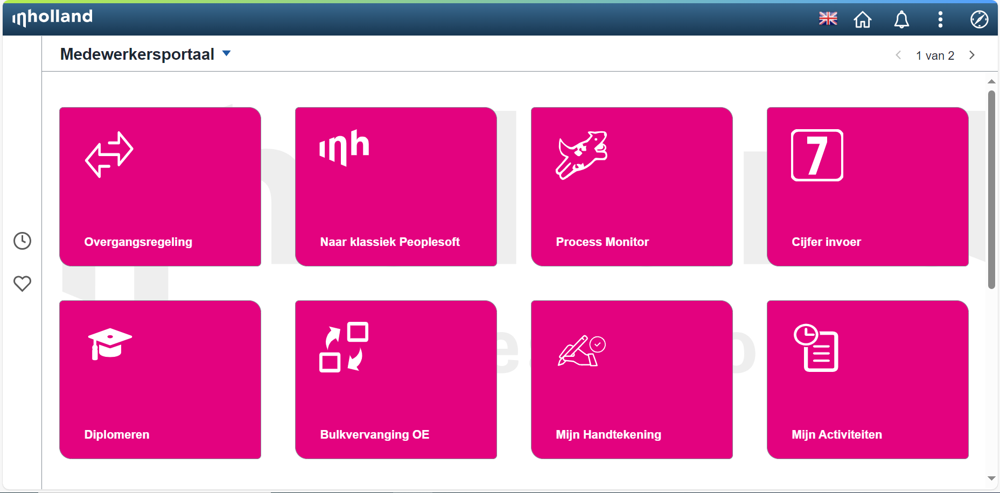 inholland
Medewerkersportaal
1 van 2
inh
7
Overgangsregeling
Naar klassiek Peoplesoft
Process Monitor
Cijfer invoer
Diplomeren
Bulkvervanging OE
Mijn Handtekening
Mijn Activiteiten